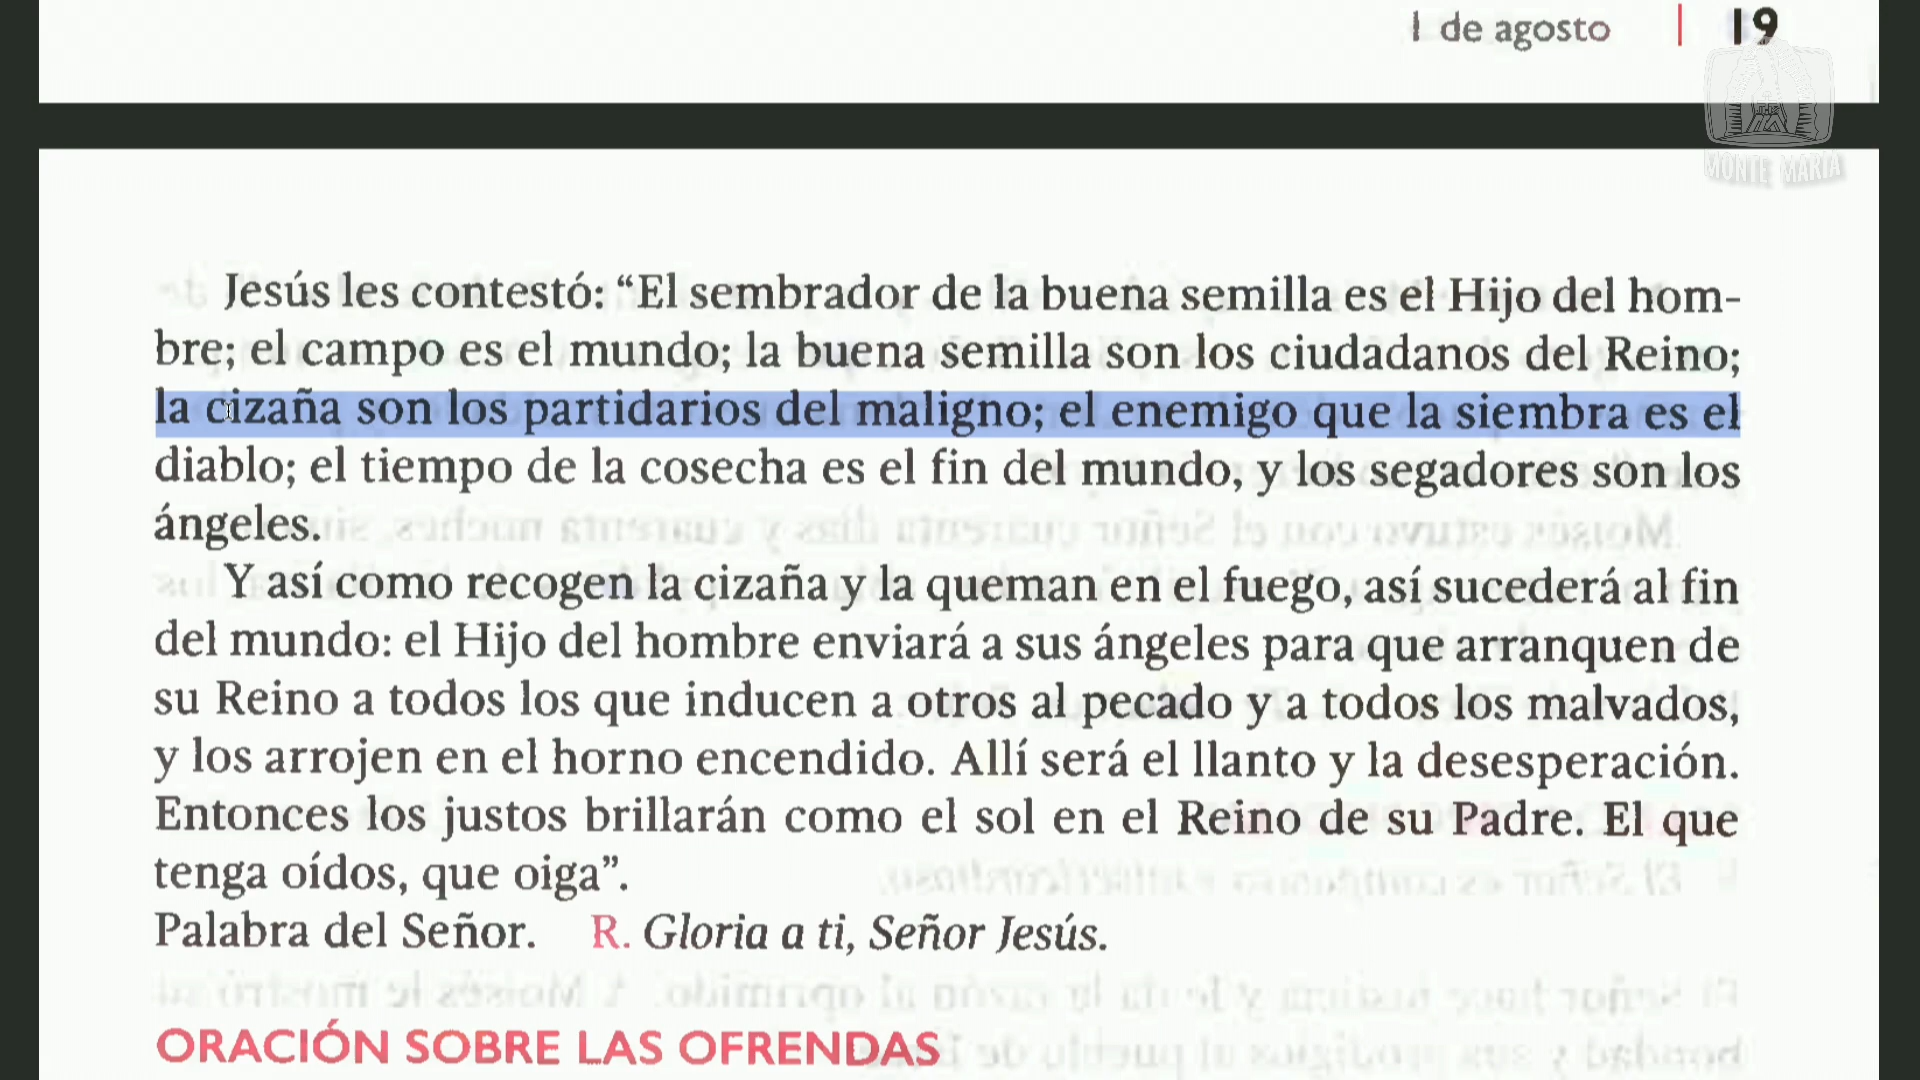 1 de agosto | 19
MONTE MARIA
Jesús les contestó: “El sembrador de la buena semilla es el Hijo del hom-
bre; el campo es el mundo; la buena semilla son los ciudadanos del Reino;
la cizaña son los partidarios del maligno; el enemigo que la siembra es el
diablo; el tiempo de la cosecha es el fin del mundo, y los segadores son los
ángeles.
Y así como recogen la cizaña y la queman en el fuego, así sucederá al fin
del mundo: el Hijo del hombre enviará a sus ángeles para que arranquen de
su Reino a todos los que inducen a otros al pecado y a todos los malvados,
y los arrojen en el horno encendido. Allí será el llanto y la desesperación.
Entonces los justos brillarán como el sol en el Reino de su Padre. El que
tenga oídos, que oiga”.
Palabra del Señor. R. Gloria a ti, Señor Jesús.
ORACIÓN SOBRE LAS OFRENDAS